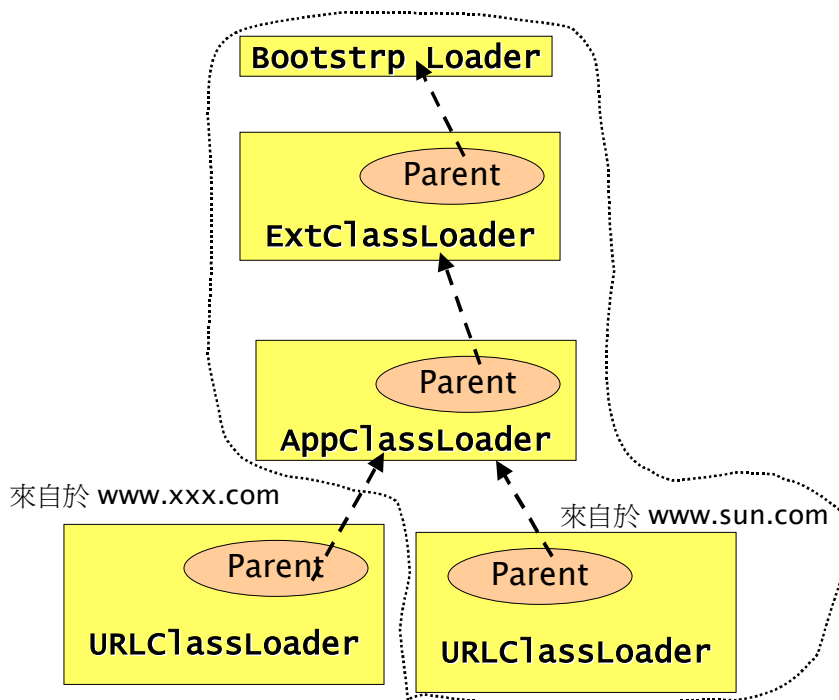 Bootstrp Loader
Parent
ExtClassLoader
Parent
AppClassLoader
來自於 www.xxx.com
來自於 www.sun.com
Parent
URLClassLoader
Parent
URLClassLoader